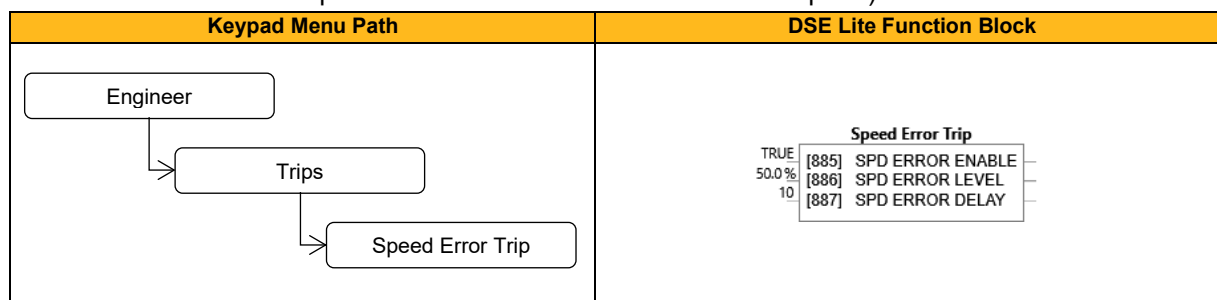 Keypad Menu Path
DSE Lite Function Block
Engineer
Trips
Speed Error Trip
Speed Error Trip
TRUE [885] SPD ERROR ENABLE
50.0 % [886] SPD ERROR LEVEL
10 [887] SPD ERROR DELAY